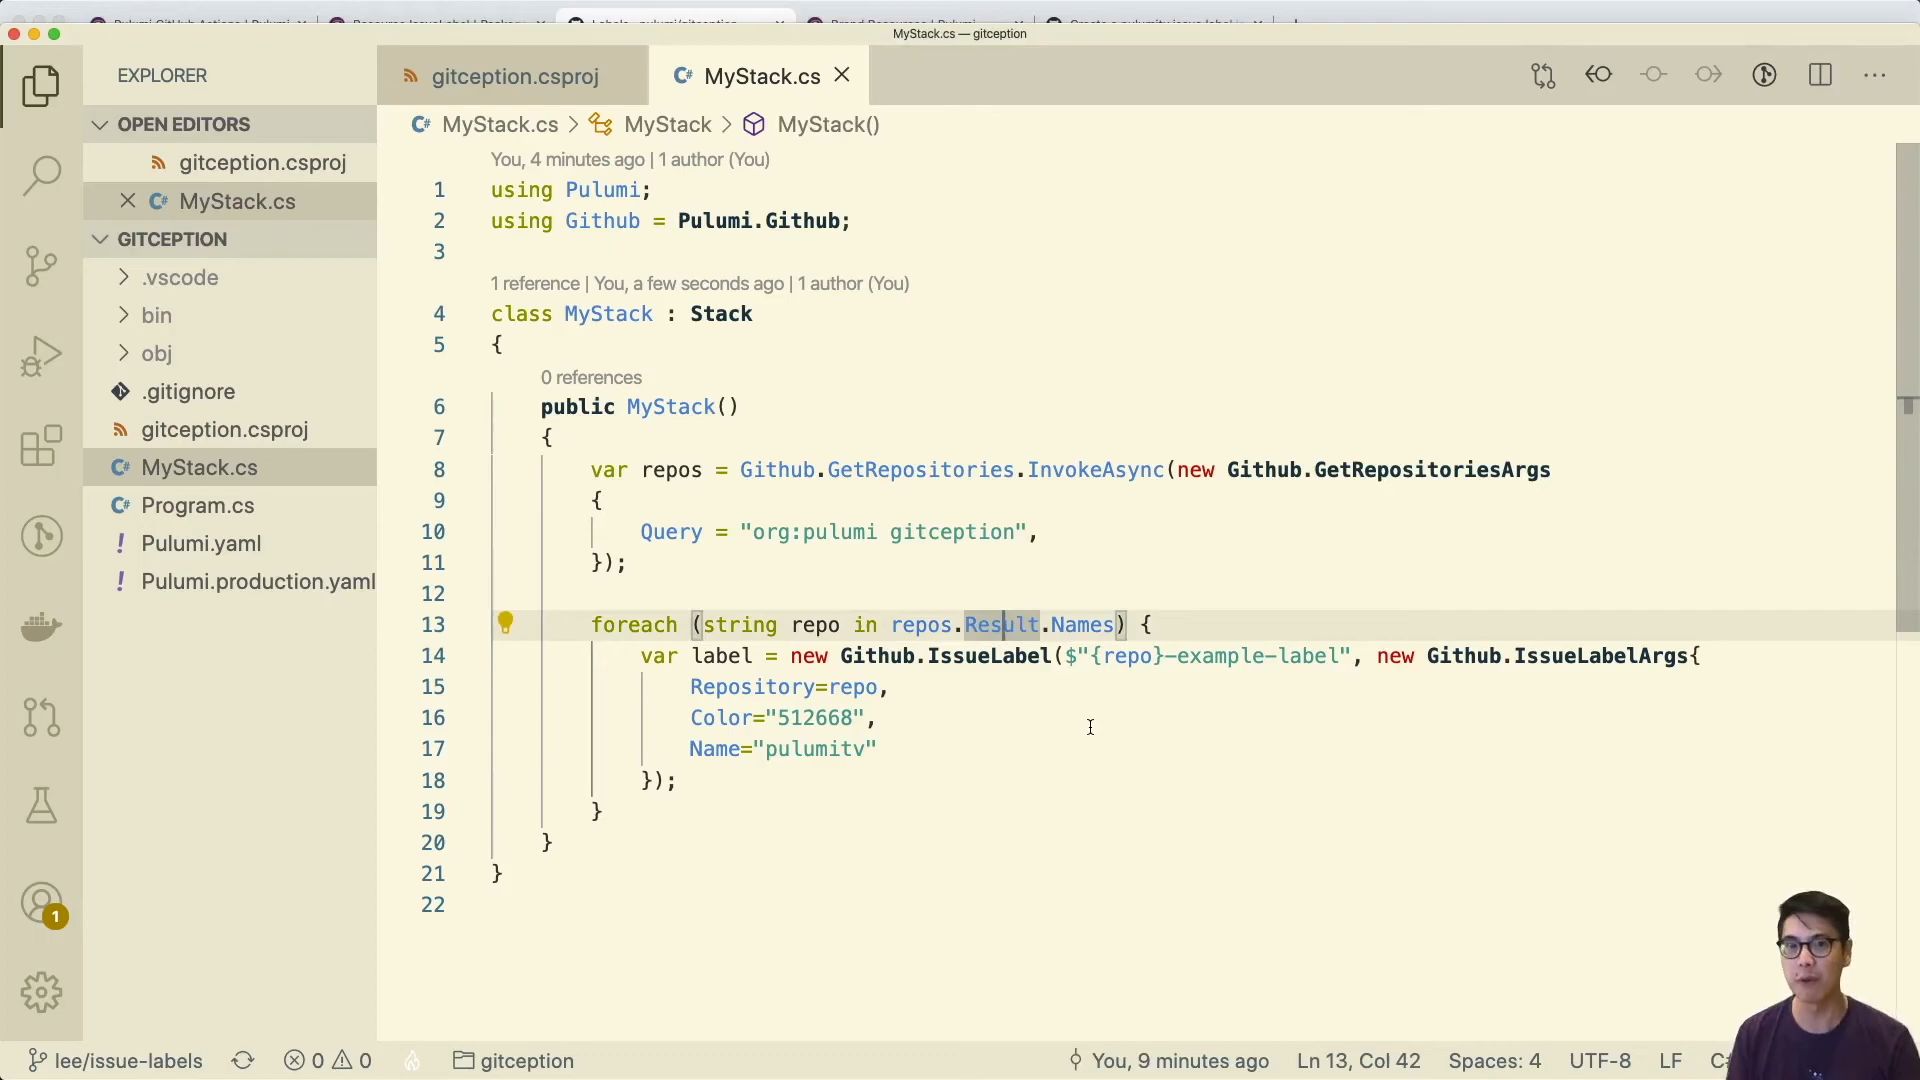 MyStack.cs — gitception
EXPLORER
gitception.csproj
MyStack.cs
OPEN EDITORS
gitception.csproj
MyStack.cs
GITCEPTION
.vscode
bin
obj
.gitignore
gitception.csproj
MyStack.cs
Program.cs
Pulumi.yaml
Pulumi.production.yaml
MyStack.cs > MyStack > MyStack()
You, 4 minutes ago | 1 author (You)
1 using Pulumi;
2 using Github = Pulumi.Github;
3
1 reference | You, a few seconds ago | 1 author (You)
4 class MyStack : Stack
5 {
0 references
6 public MyStack()
7 {
8 var repos = Github.GetRepositories.InvokeAsync(new Github.GetRepositoriesArgs
9 {
10 Query = "org:pulumi gitception",
11 });
12
13 foreach (string repo in repos.Result.Names) {
14 var label = new Github.IssueLabel($"{repo}-example-label", new Github.IssueLabelArgs{
15 Repository=repo,
16 Color="512668",
17 Name="pulumitv"
18 });
19 }
20 }
21 }
22
1
lee/issue-labels
0
0
gitception
You, 9 minutes ago
Ln 13, Col 42
Spaces: 4
UTF-8
LF